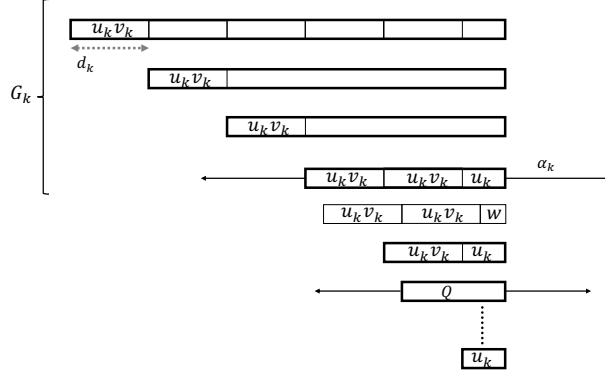 u_k v_k
d_k
u_k v_k
G_k
u_k v_k
α_k
u_k v_k u_k v_k u_k
u_k v_k u_k v_k w
u_k v_k u_k
Q
u_k